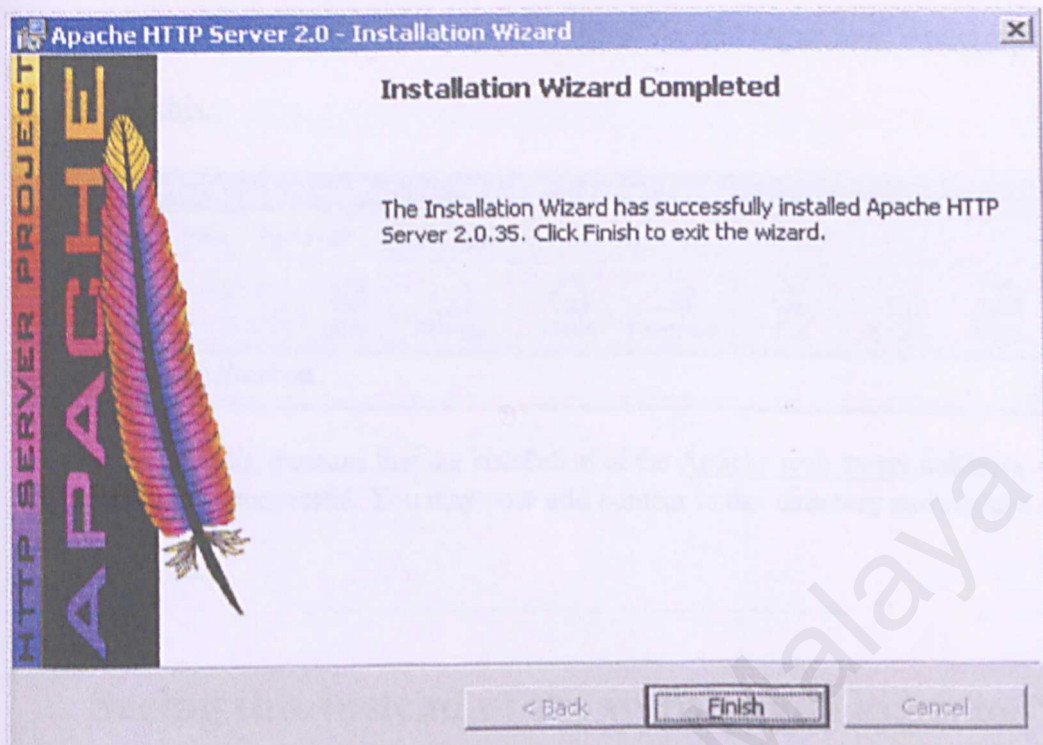 Apache HTTP Server 2.0 - Installation Wizard
HTTP SERVER PROJECT
APACHE
Installation Wizard Completed
The Installation Wizard has successfully installed Apache HTTP
Server 2.0.35. Click Finish to exit the wizard.
< Back
Finish
Cancel
Malaya